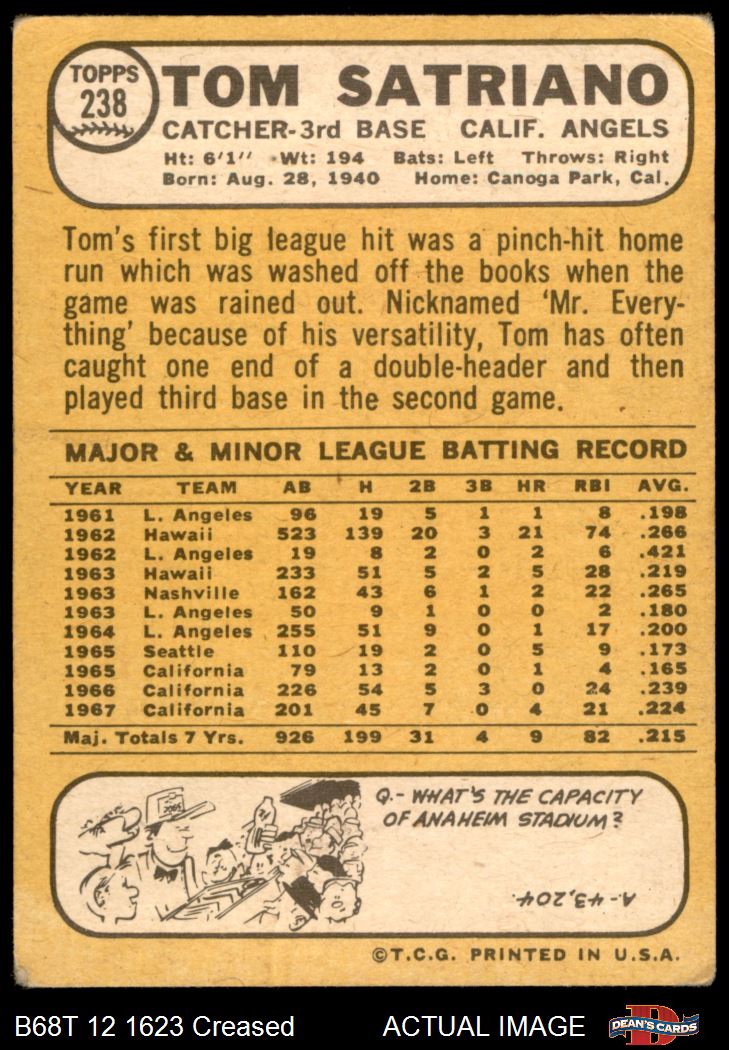 TOPPS
238
TOM SATRIANO
CATCHER-3rd BASE CALIF. ANGELS
Ht: 6'1" Wt: 194 Bats: Left Throws: Right
Born: Aug. 28, 1940 Home: Canoga Park, Cal.
Tom's first big league hit was a pinch-hit home
run which was washed off the books when the
game was rained out. Nicknamed 'Mr. Every-
thing' because of his versatility, Tom has often
caught one end of a double-header and then
played third base in the second game.
MAJOR & MINOR LEAGUE BATTING RECORD
YEAR TEAM AB H 2B 3B HR RBI AVG.
1961 L. Angeles 96 19 5 1 1 8 .198
1962 Hawaii 523 139 20 3 21 74 .266
1962 L. Angeles 19 8 2 0 2 6 .421
1963 Hawaii 233 51 5 2 5 28 .219
1963 Nashville 162 43 6 1 2 22 .265
1963 L. Angeles 50 9 1 0 0 2 .180
1964 L. Angeles 255 51 9 0 1 17 .200
1965 Seattle 110 19 2 0 5 9 .173
1965 California 79 13 2 0 1 4 .165
1966 California 226 54 5 3 0 24 .239
1967 California 201 45 7 0 4 21 .224
Maj. Totals 7 Yrs. 926 199 31 4 9 82 .215
Q.- WHAT'S THE CAPACITY
OF ANAHEIM STADIUM?
A-43,204.
©T.C.G. PRINTED IN U.S.A.
B68T 12 1623 Creased ACTUAL IMAGE
DEAN'S CARDS